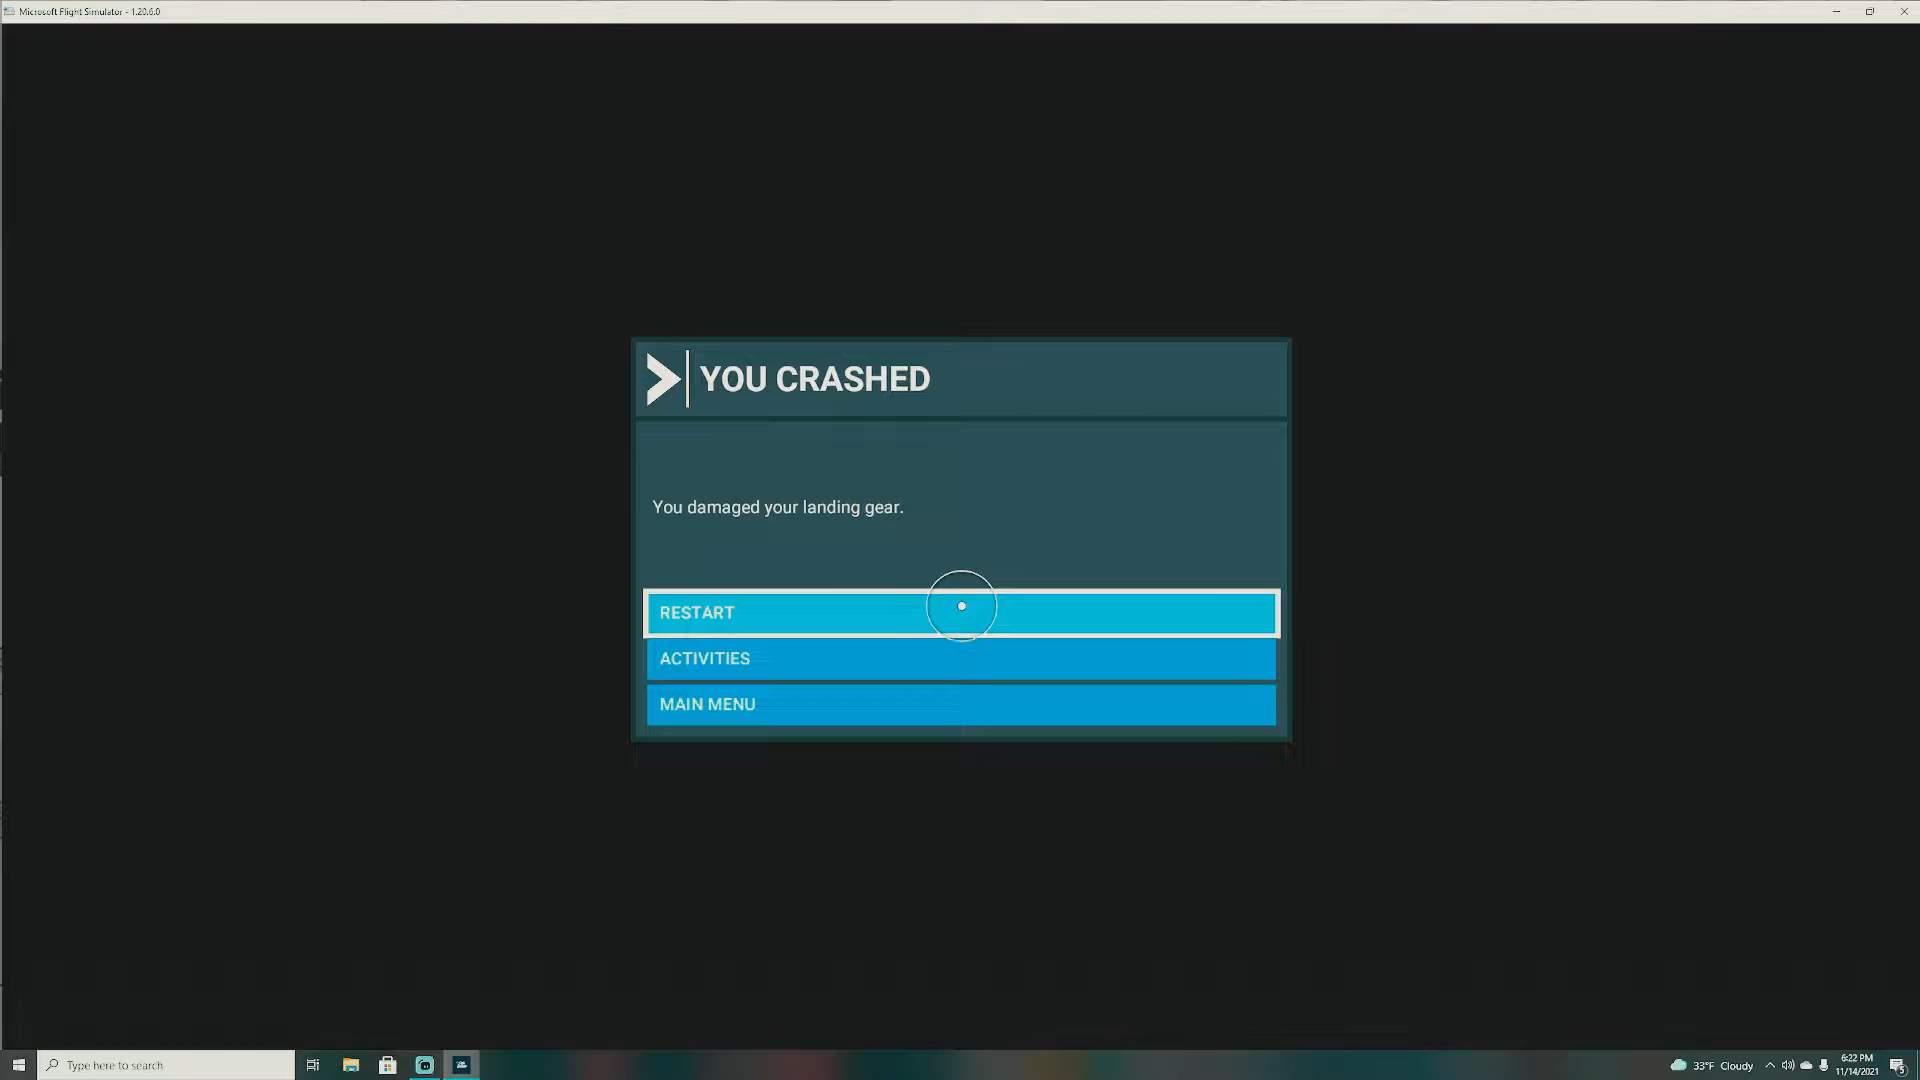 Microsoft Flight Simulator - 1.20.6.0
YOU CRASHED
You damaged your landing gear.
RESTART
ACTIVITIES
MAIN MENU
Type here to search
33°F Cloudy
6:22 PM
11/14/2021
5